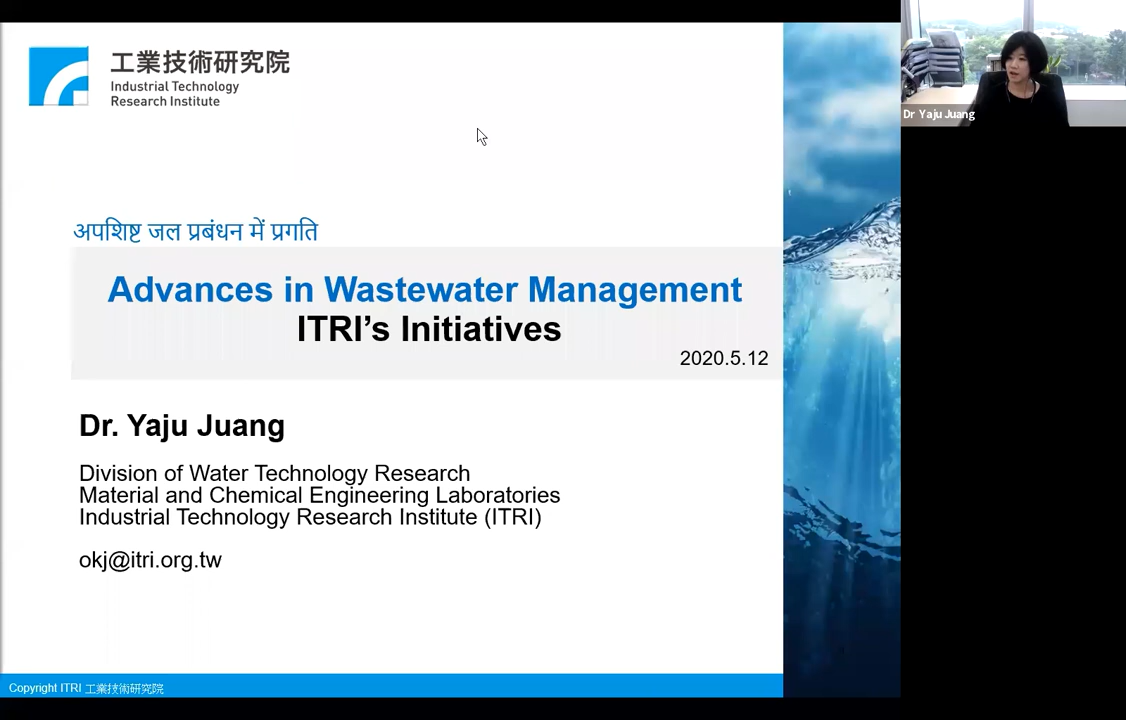 工業技術研究院
Industrial Technology
Research Institute
Dr Yaju Juang
अपशिष्ट जल प्रबंधन में प्रगति
Advances in Wastewater Management
ITRI’s Initiatives
2020.5.12
Dr. Yaju Juang
Division of Water Technology Research
Material and Chemical Engineering Laboratories
Industrial Technology Research Institute (ITRI)
okj@itri.org.tw
Copyright ITRI 工業技術研究院